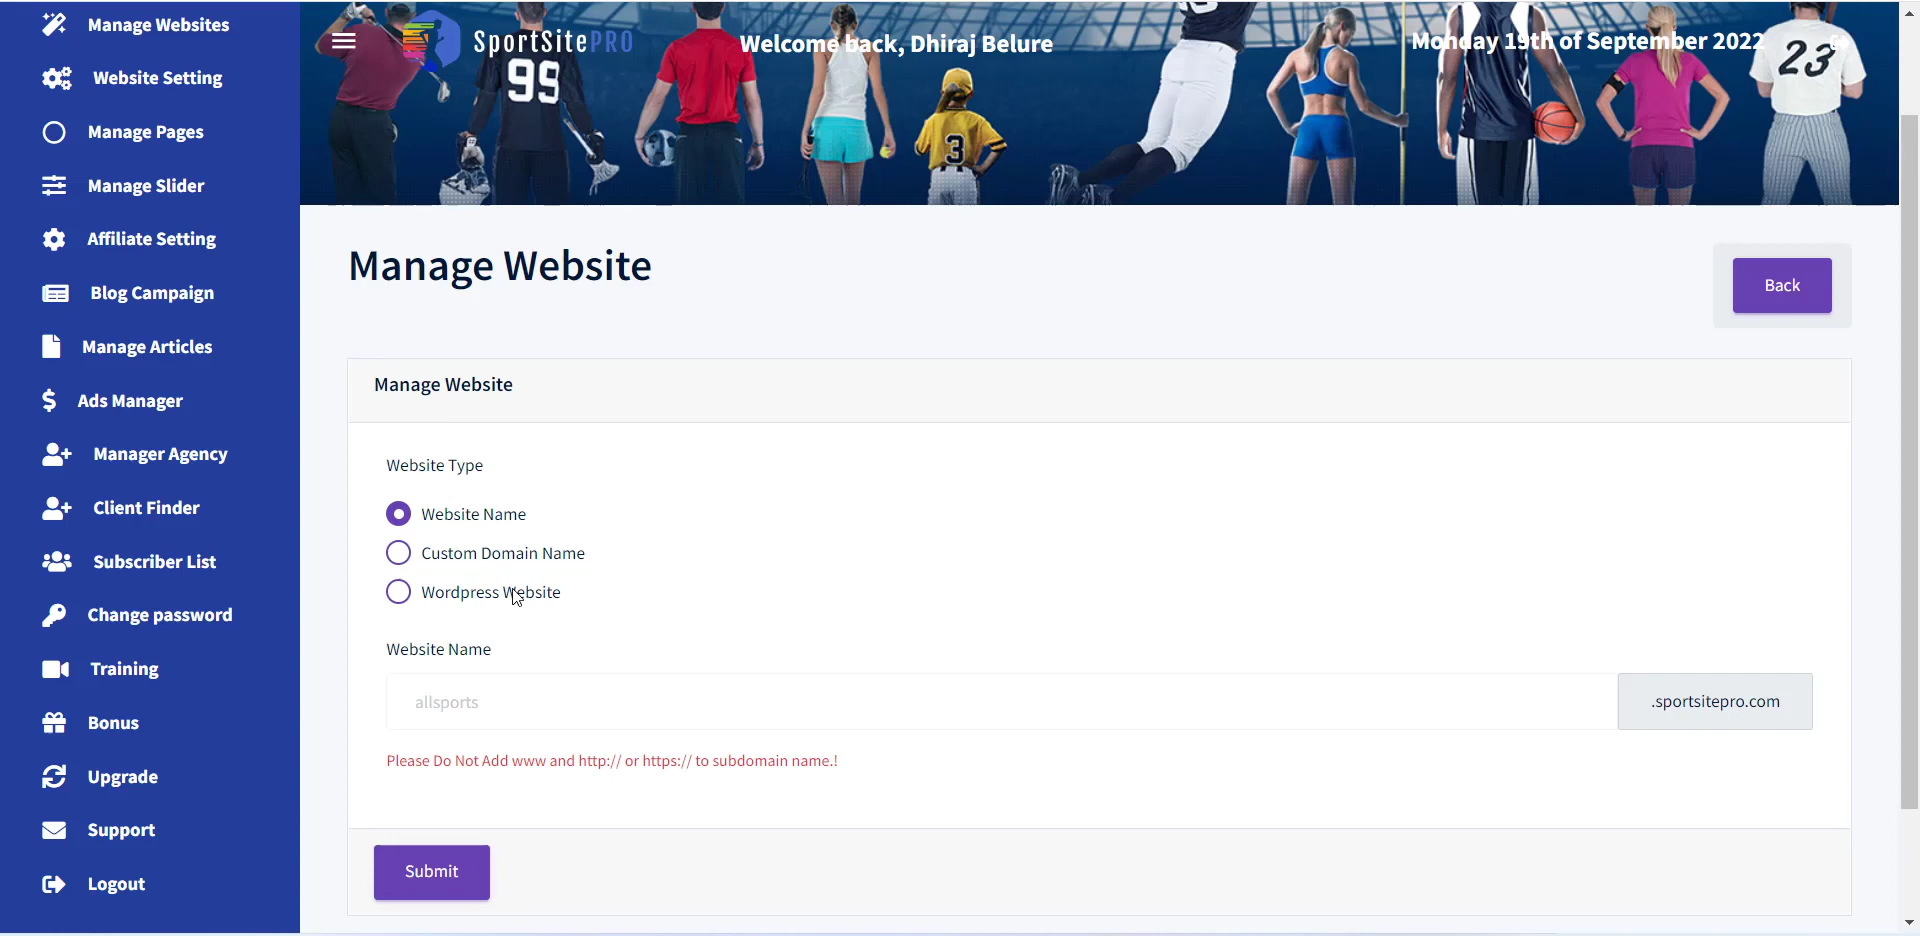 Manage Websites
Website Setting
Manage Pages
Manage Slider
Affiliate Setting
Blog Campaign
Manage Articles
Ads Manager
Manager Agency
Client Finder
Subscriber List
Change password
Training
Bonus
Upgrade
Support
Logout
SportSitePRO
Welcome back, Dhiraj Belure
Monday 19th of September 2022
99
3
23
Manage Website
Back
Manage Website
Website Type
Website Name
Custom Domain Name
Wordpress Website
Website Name
allsports
.sportsitepro.com
Please Do Not Add www and http:// or https:// to subdomain name.!
Submit